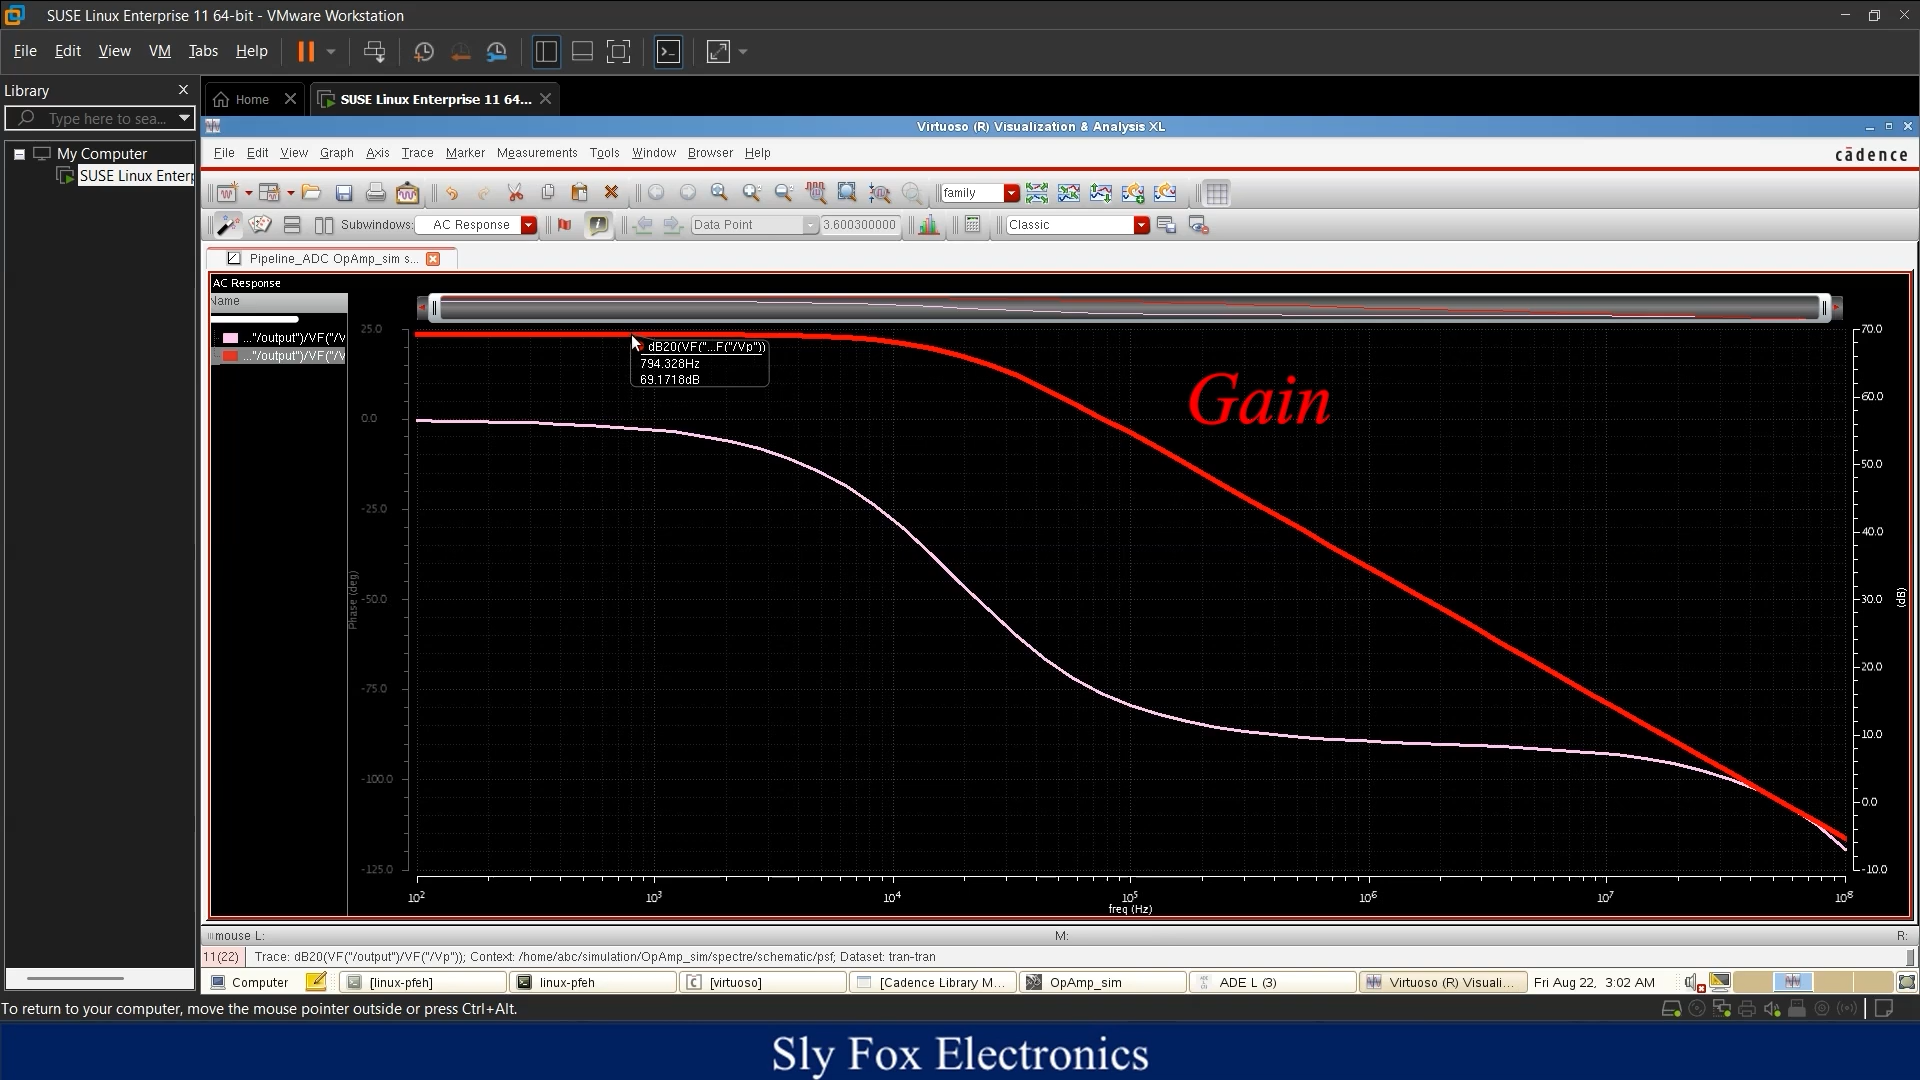 SUSE Linux Enterprise 11 64-bit - VMware Workstation
File Edit View VM Tabs Help
Library
Home
SUSE Linux Enterprise 11 64...
Type here to sea...
My Computer
SUSE Linux Enterp
Virtuoso (R) Visualization & Analysis XL
File Edit View Graph Axis Trace Marker Measurements Tools Window Browser Help
cādence
family
Subwindows: AC Response
Data Point
3.600300000
Classic
Pipeline_ADC OpAmp_sim s...
AC Response
Name
..."/output")/VF("/V
..."/output")/VF("/V
25.0
0.0
-25.0
-50.0
-75.0
-100.0
-125.0
Phase (deg)
dB20(VF("...F("/Vp"))
794.328Hz
69.1718dB
Gain
70.0
60.0
50.0
40.0
30.0
20.0
10.0
0.0
-10.0
(dB)
10² 10³ 10⁴ 10⁵ 10⁶ 10⁷ 10⁸
freq (Hz)
mouse L: M: R:
11(22) Trace: dB20(VF("/output")/VF("/Vp")); Context: /home/abc/simulation/OpAmp_sim/spectre/schematic/psf; Dataset: tran-tran
Computer [linux-pfeh] linux-pfeh [virtuoso] [Cadence Library M... OpAmp_sim ADE L (3) Virtuoso (R) Visuali... Fri Aug 22, 3:02 AM
To return to your computer, move the mouse pointer outside or press Ctrl+Alt.
Sly Fox Electronics